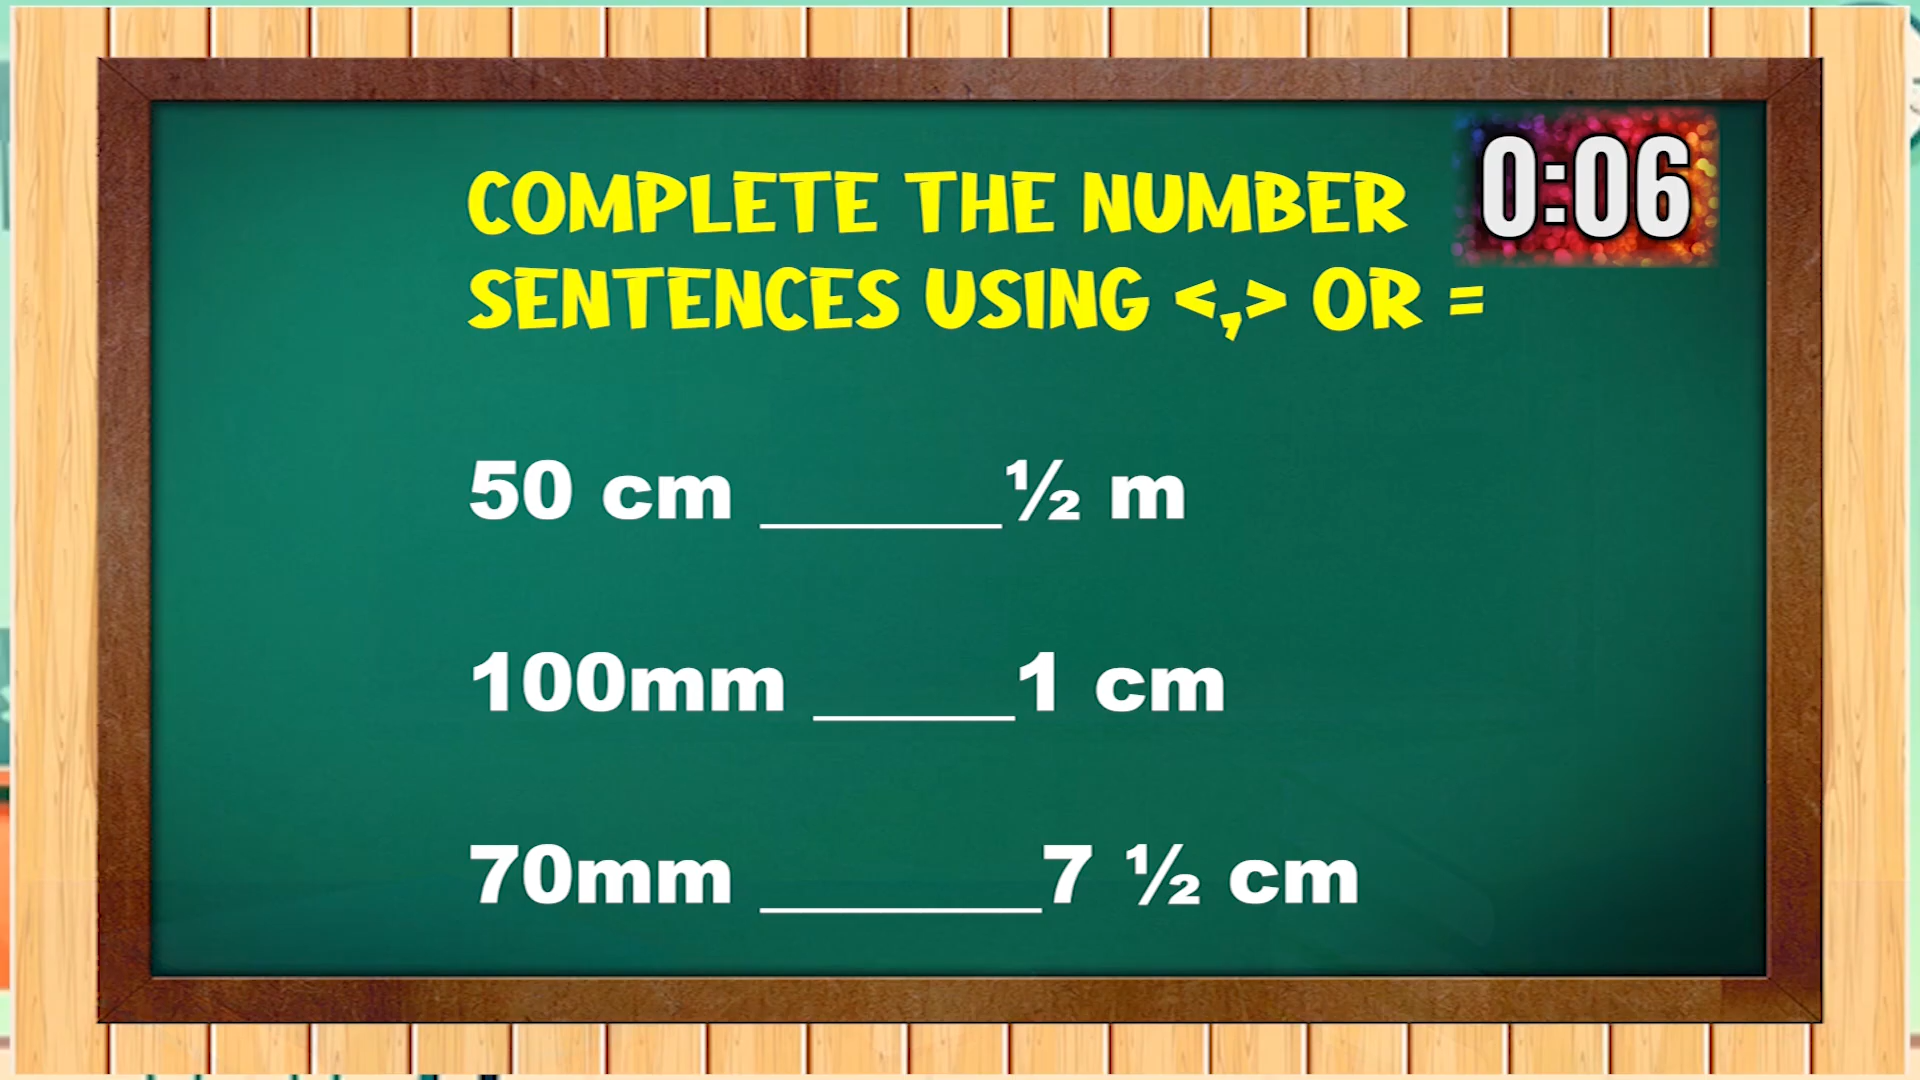 COMPLETE THE NUMBER
0:06
SENTENCES USING <,> OR =
50 cm ______½ m
100mm _____1 cm
70mm _______7 ½ cm